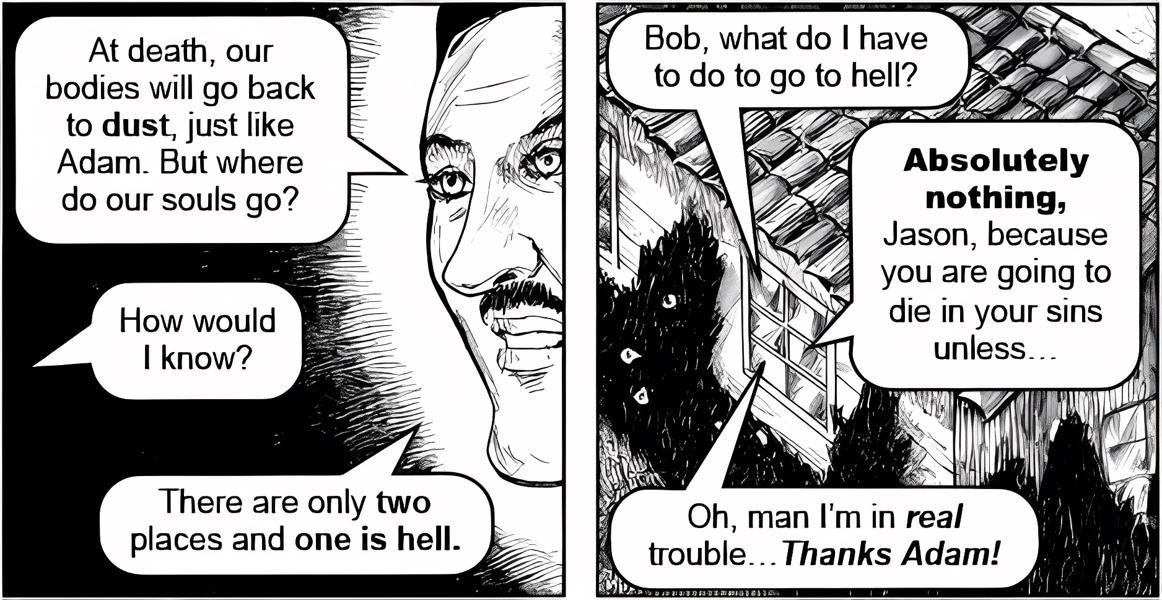 At death, our
bodies will go back
to dust, just like
Adam. But where
do our souls go?
How would
I know?
There are only two
places and one is hell.
Bob, what do I have
to do to go to hell?
Absolutely
nothing,
Jason, because
you are going to
die in your sins
unless...
Oh, man I'm in real
trouble...Thanks Adam!